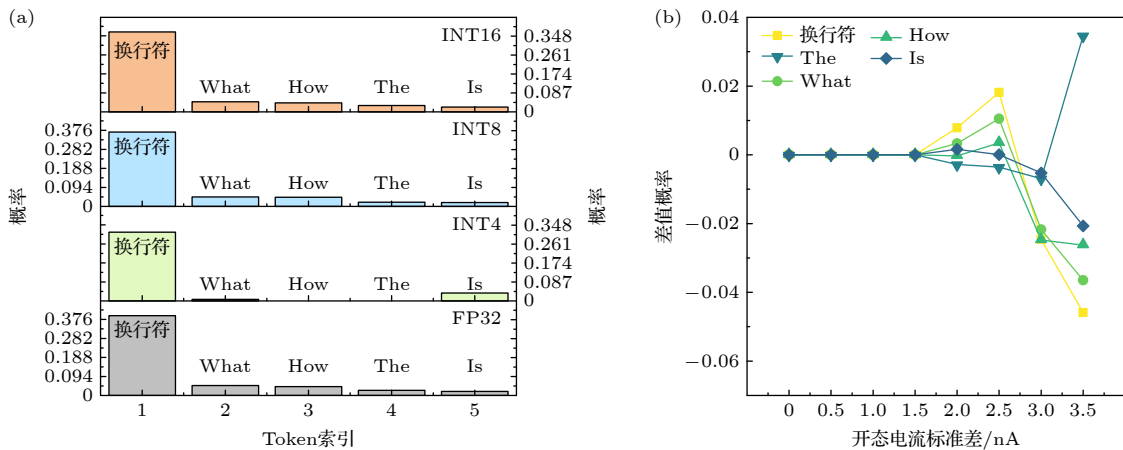 (a)
INT16
换行符
What
How
The
Is
0.348
0.261
0.174
0.087
0
INT8
0.376
0.282
0.188
0.094
0
换行符
What
How
The
Is
INT4
换行符
What
How
The
Is
0.348
0.261
0.174
0.087
0
FP32
0.376
0.282
0.188
0.094
0
换行符
What
How
The
Is
概率
概率
1 2 3 4 5
Token索引
(b)
换行符 How
The Is
What
0.04
0.02
0
−0.02
−0.04
−0.06
差值概率
0 0.5 1.0 1.5 2.0 2.5 3.0 3.5
开态电流标准差/nA